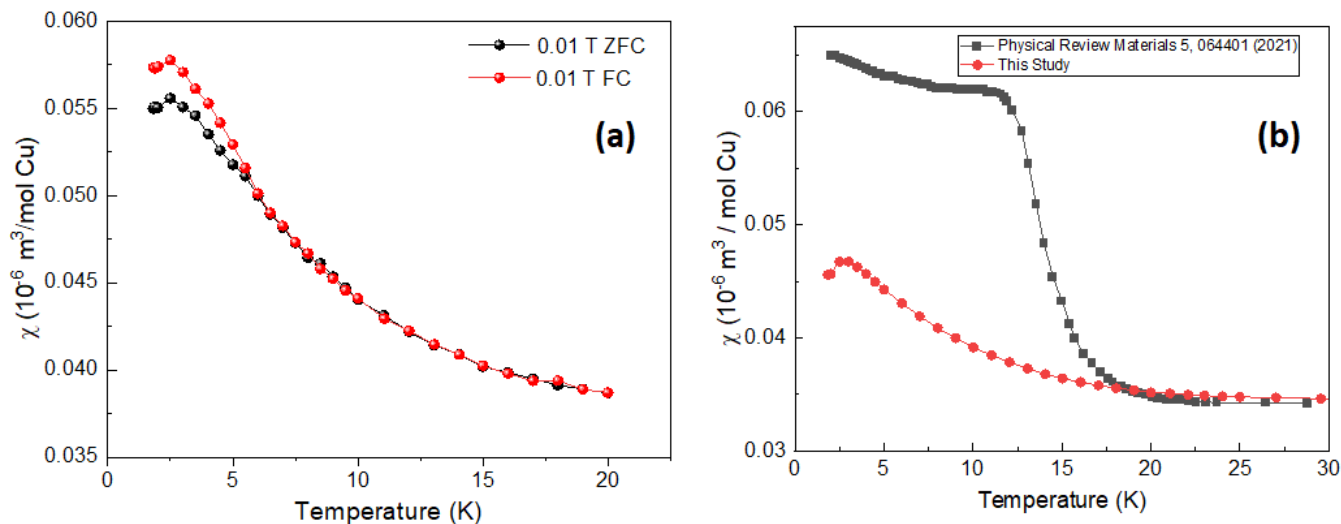 0.060
0.055
0.050
0.045
0.040
0.035
χ (10⁻⁶ m³/mol Cu)
0.01 T ZFC
0.01 T FC
(a)
0 5 10 15 20
Temperature (K)
0.06
0.05
0.04
0.03
χ (10⁻⁶ m³ / mol Cu)
Physical Review Materials 5, 064401 (2021)
This Study
(b)
0 5 10 15 20 25 30
Temperature (K)